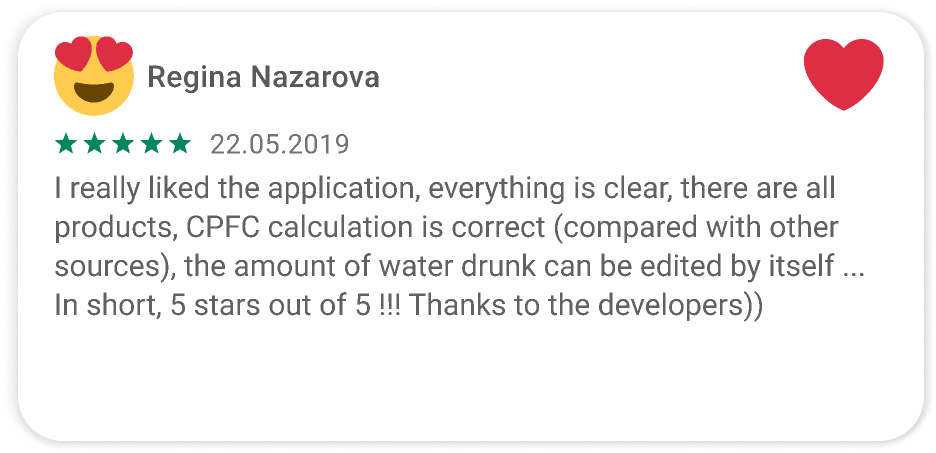 Regina Nazarova
22.05.2019
I really liked the application, everything is clear, there are all
products, CPFC calculation is correct (compared with other
sources), the amount of water drunk can be edited by itself ...
In short, 5 stars out of 5 !!! Thanks to the developers))